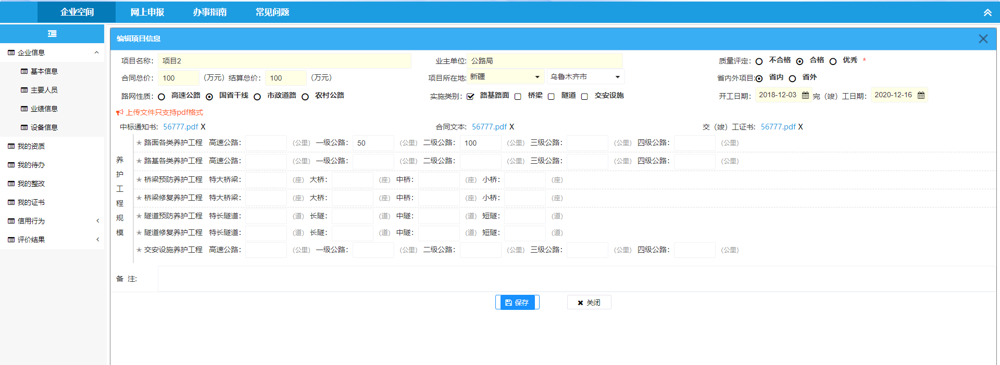 企业空间 网上申报 办事指南 常见问题
企业信息
基本信息
主要人员
业绩信息
设备信息
我的资质
我的待办
我的整改
我的证书
信用行为
评价结果
编辑项目信息
项目名称: 项目2 业主单位: 公路局 质量评定: 不合格 合格 优秀 *
合同总价: 100 （万元）结算总价: 100 （万元） 项目所在地: 新疆 乌鲁木齐市 省内外项目: 省内 省外
路网性质: 高速公路 国省干线 市政道路 农村公路 实施类别: 路基路面 桥梁 隧道 交安设施 开工日期: 2018-12-03 完（竣）工日期: 2020-12-16
上传文件只支持pdf格式
中标通知书: 56777.pdf X 合同文本: 56777.pdf X 交（竣）工证书: 56777.pdf X
养护工程规模
★ 路面各类养护工程 高速公路: (公里) 一级公路: 50 (公里) 二级公路: 100 (公里) 三级公路: (公里) 四级公路: (公里)
★ 路基各类养护工程 高速公路: (公里) 一级公路: (公里) 二级公路: (公里) 三级公路: (公里) 四级公路: (公里)
★ 桥梁预防养护工程 特大桥梁: (座) 大桥: (座) 中桥: (座) 小桥: (座)
★ 桥梁修复养护工程 特大桥梁: (座) 大桥: (座) 中桥: (座) 小桥: (座)
★ 隧道预防养护工程 特长隧道: (道) 长隧: (道) 中隧: (道) 短隧: (道)
★ 隧道修复养护工程 特长隧道: (道) 长隧: (道) 中隧: (道) 短隧: (道)
★ 交安设施养护工程 高速公路: (公里) 一级公路: (公里) 二级公路: (公里) 三级公路: (公里) 四级公路: (公里)
备 注:
保存 关闭